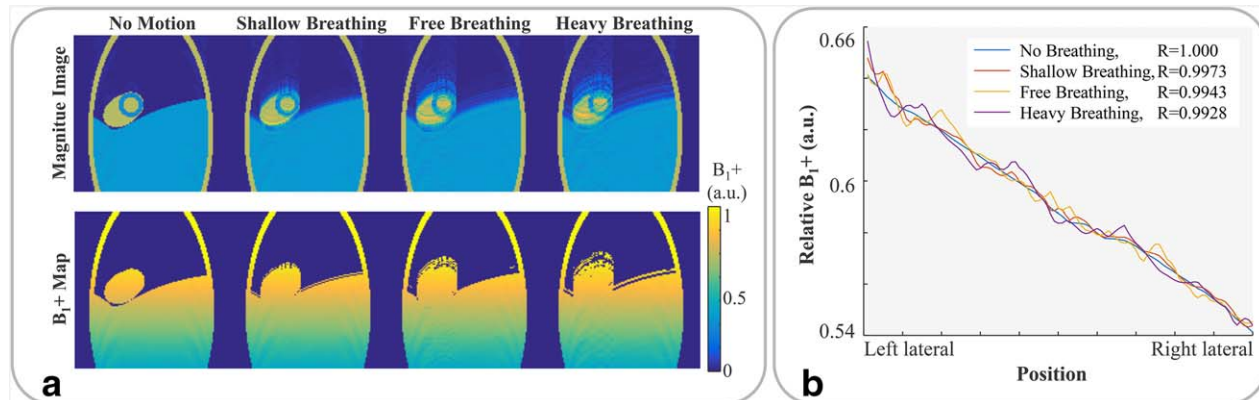 No Motion Shallow Breathing Free Breathing Heavy Breathing
Magnitue Image
B₁+ Map
B₁+
(a.u.)
1
0.5
0
a
0.66
0.6
0.54
Relative B₁+ (a.u.)
No Breathing, R=1.000
Shallow Breathing, R=0.9973
Free Breathing, R=0.9943
Heavy Breathing, R=0.9928
Left lateral Right lateral
Position
b